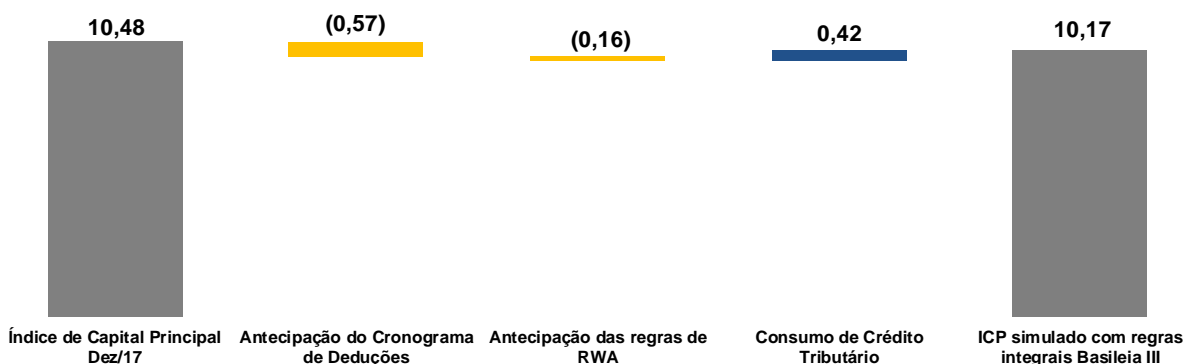 10,48
(0,57)
(0,16)
0,42
10,17
Índice de Capital Principal
Dez/17
Antecipação do Cronograma
de Deduções
Antecipação das regras de
RWA
Consumo de Crédito
Tributário
ICP simulado com regras
integrais Basileia III